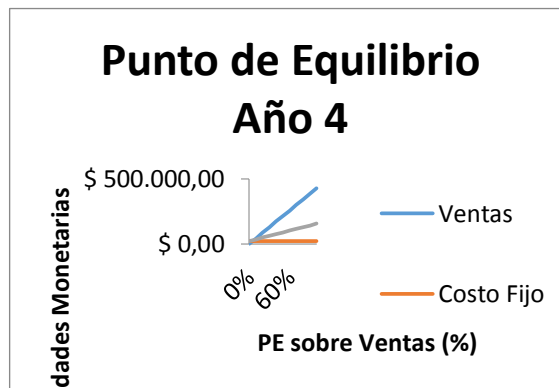 Punto de Equilibrio
Año 4
dades Monetarias
$ 500.000,00
$ 0,00
0%
60%
PE sobre Ventas (%)
Ventas
Costo Fijo